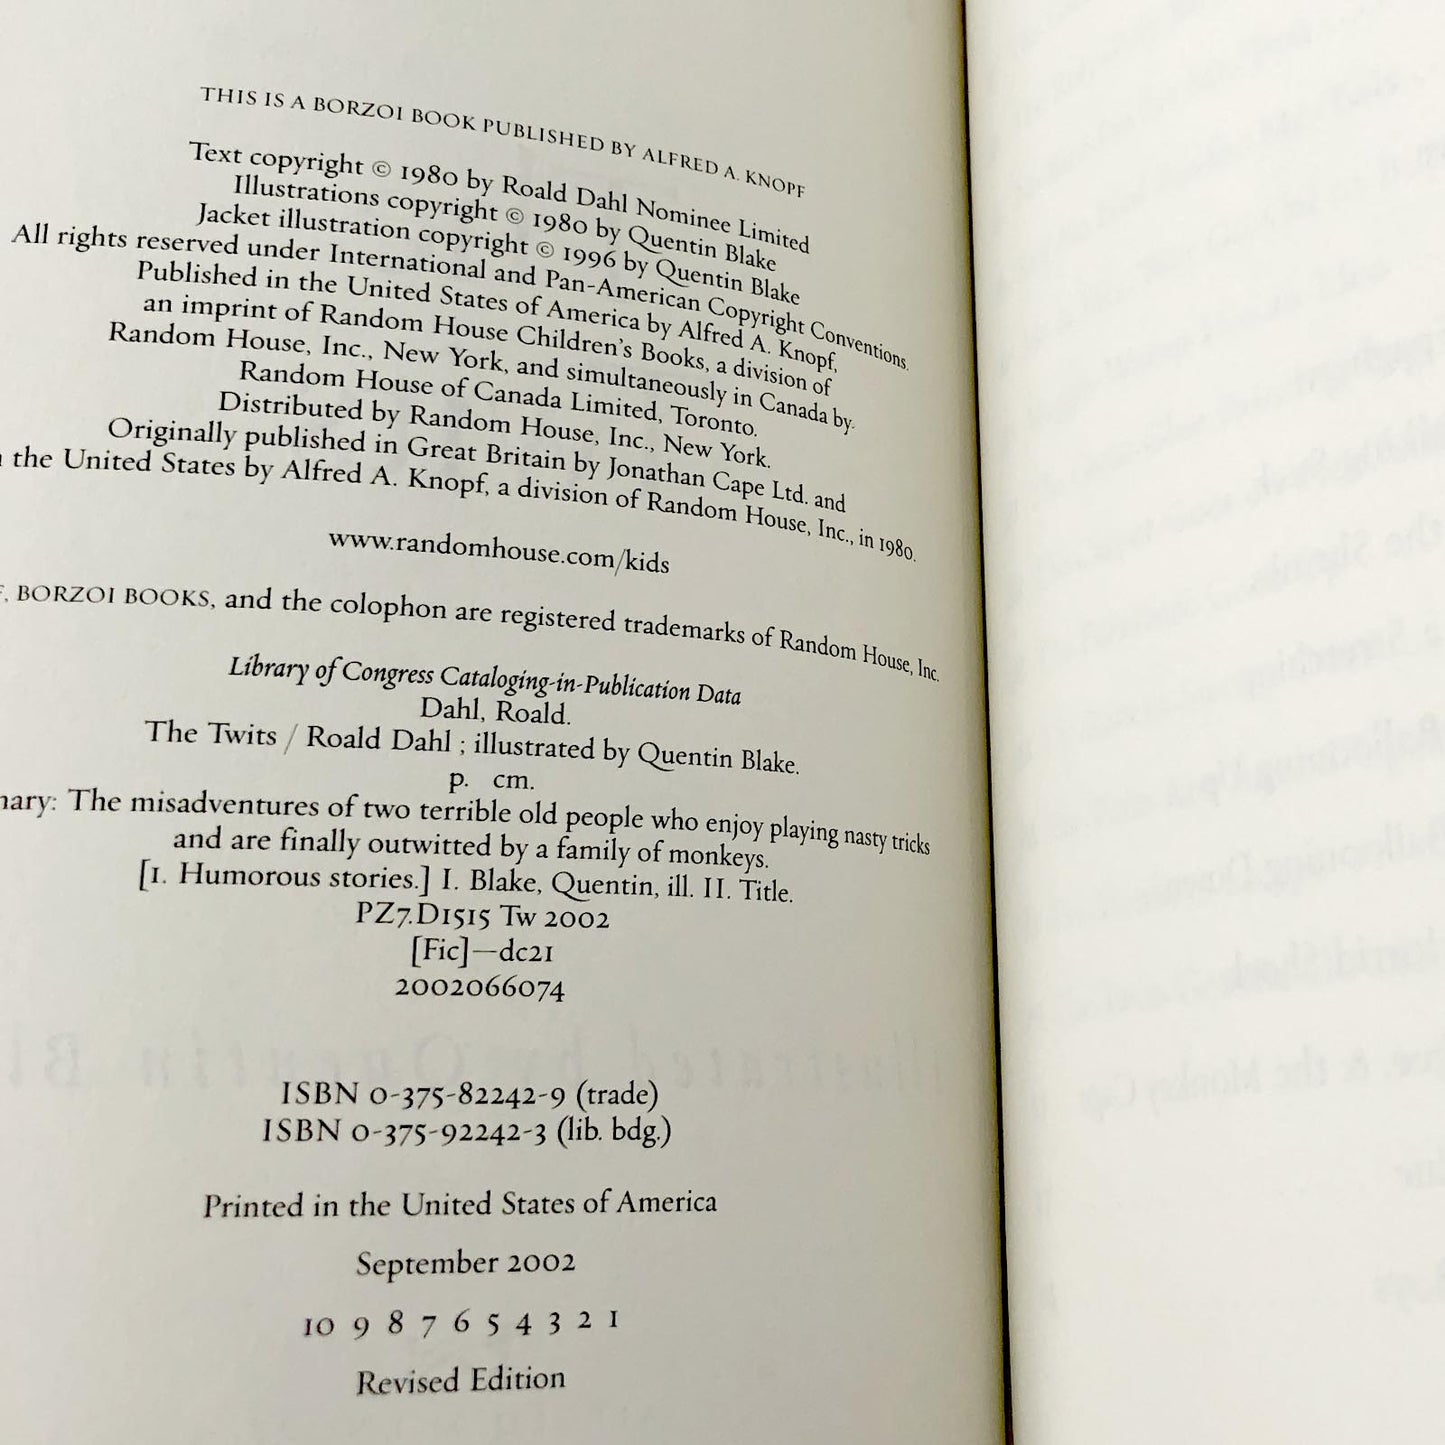 THIS IS A BORZOI BOOK PUBLISHED BY ALFRED A. KNOPF
Text copyright © 1980 by Roald Dahl Nominee Limited
Illustrations copyright © 1980 by Quentin Blake
Jacket illustration copyright © 1996 by Quentin Blake
All rights reserved under International and Pan-American Copyright Conventions.
Published in the United States of America by Alfred A. Knopf,
an imprint of Random House Children's Books, a division of
Random House, Inc., New York, and simultaneously in Canada by
Random House of Canada Limited, Toronto.
Distributed by Random House, Inc., New York.
Originally published in Great Britain by Jonathan Cape Ltd. and
the United States by Alfred A. Knopf, a division of Random House, Inc., in 1980.
www.randomhouse.com/kids
BORZOI BOOKS, and the colophon are registered trademarks of Random House, Inc.
Library of Congress Cataloging-in-Publication Data
Dahl, Roald.
The Twits / Roald Dahl ; illustrated by Quentin Blake.
p. cm.
The misadventures of two terrible old people who enjoy playing nasty tricks
and are finally outwitted by a family of monkeys.
[1. Humorous stories.] I. Blake, Quentin, ill. II. Title.
PZ7.D1515 Tw 2002
[Fic]—dc21
2002066074
ISBN 0-375-82242-9 (trade)
ISBN 0-375-92242-3 (lib. bdg.)
Printed in the United States of America
September 2002
10 9 8 7 6 5 4 3 2 1
Revised Edition